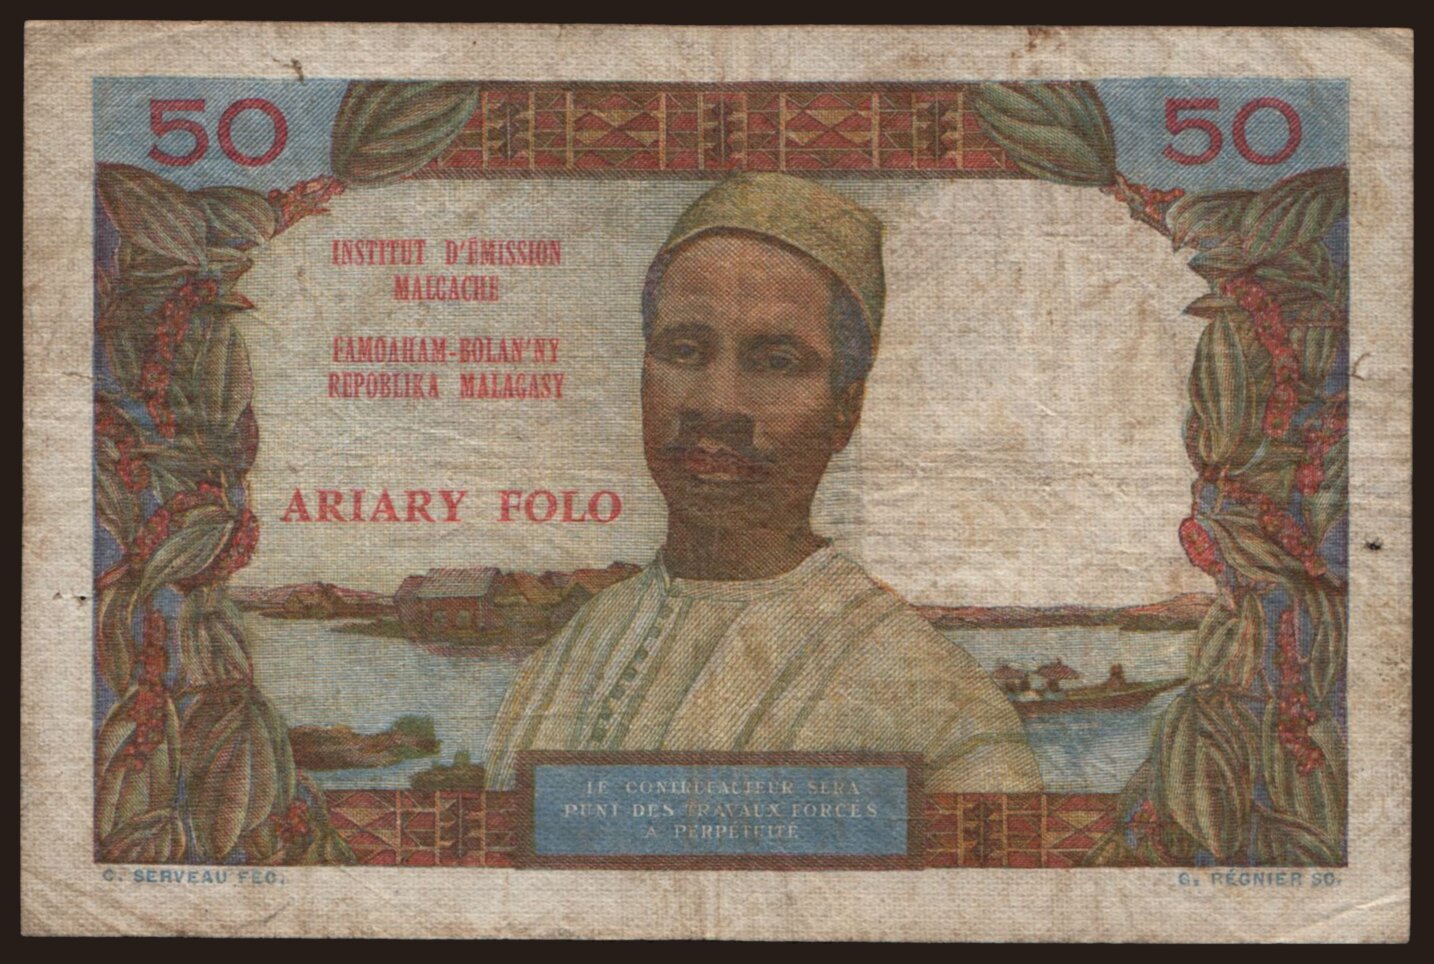 50
50
INSTITUT D'ÉMISSION
MALGACHE
FAMOAHAM-BOLAN'NY
REPOBLIKA MALAGASY
ARIARY FOLO
LE CONTREFACTEUR SERA
PUNI DES TRAVAUX FORCÉS
A PERPÉTUITÉ
C. SERVEAU FEC.
G. RÉGNIER SC.